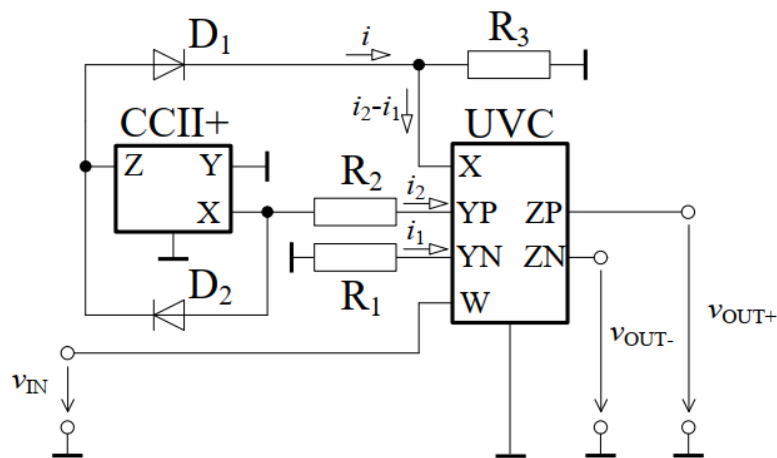 D₁
i
R₃
i₂-i₁
CCII+
UVC
Z
Y
X
X
R₂
i₂
YP
ZP
i₁
YN
ZN
R₁
W
D₂
vIN
vOUT-
vOUT+